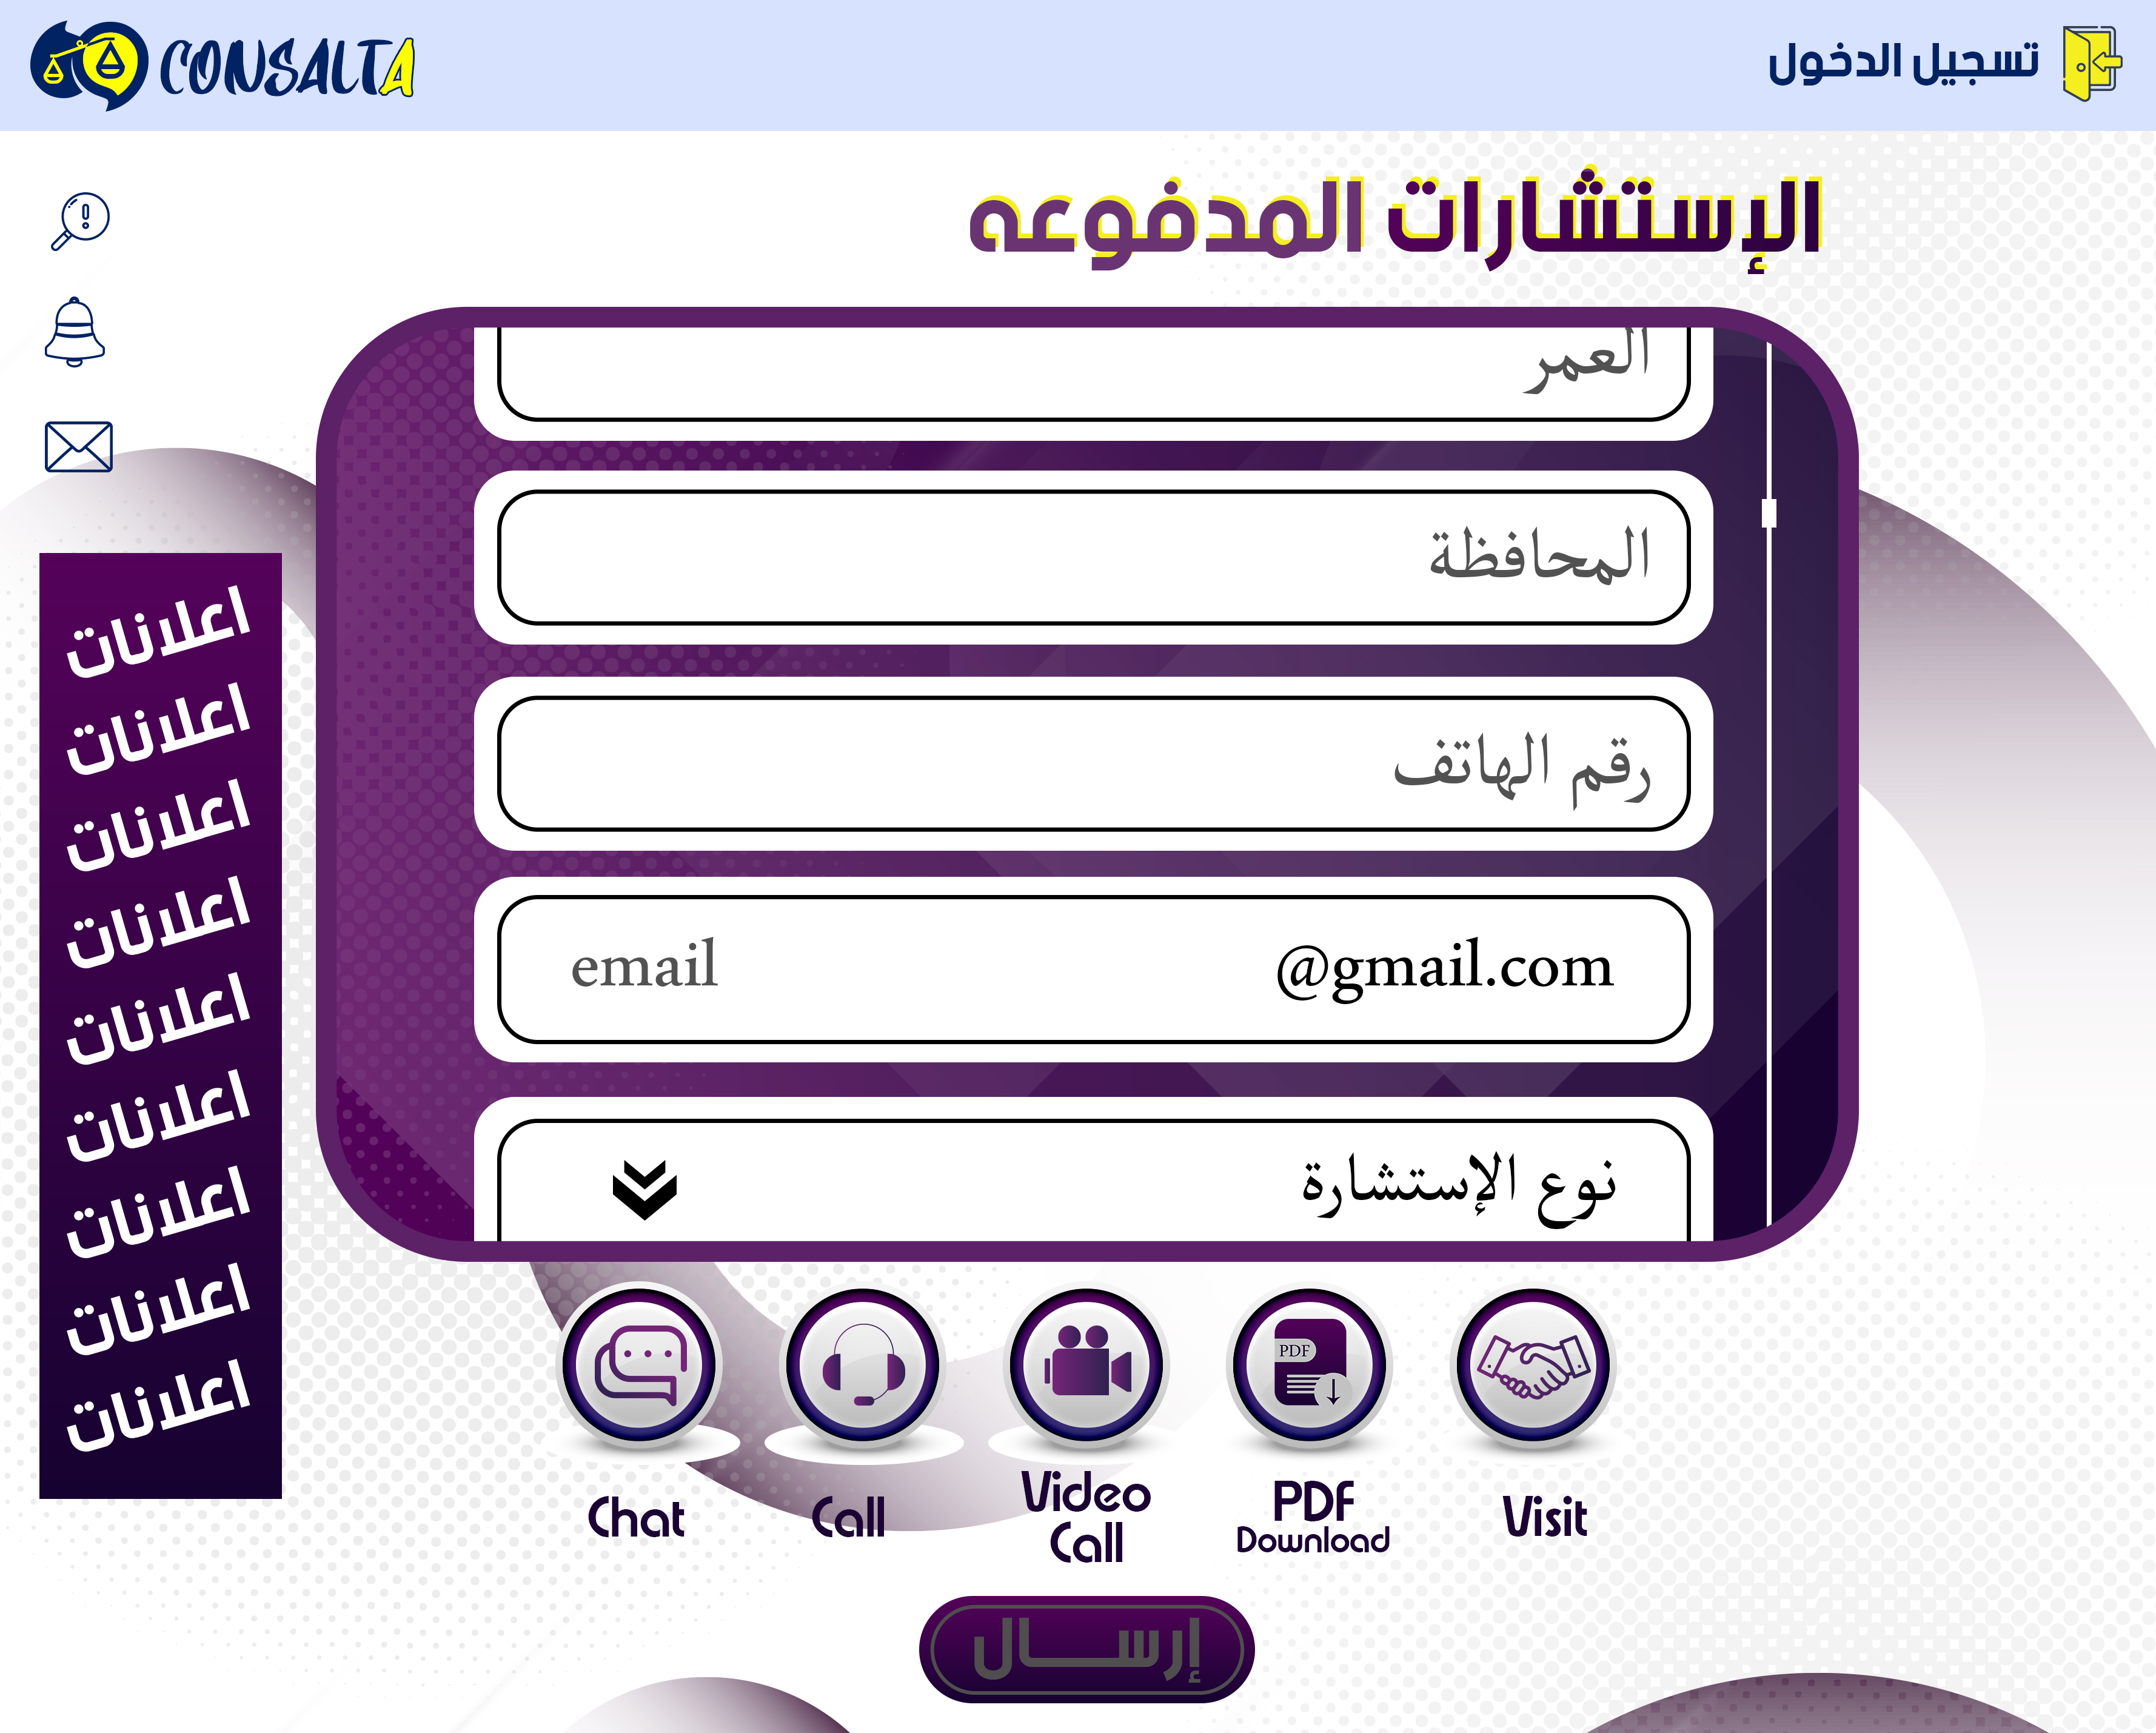 CONSALTA
تسجيل الدخول
الإستشارات المدفوعه
العمر
المحافظة
رقم الهاتف
email @gmail.com
نوع الإستشارة
اعلانات
اعلانات
اعلانات
اعلانات
اعلانات
اعلانات
اعلانات
اعلانات
اعلانات
PDF
Chat
Call
Video
Call
PDF
Download
Visit
إرســـال